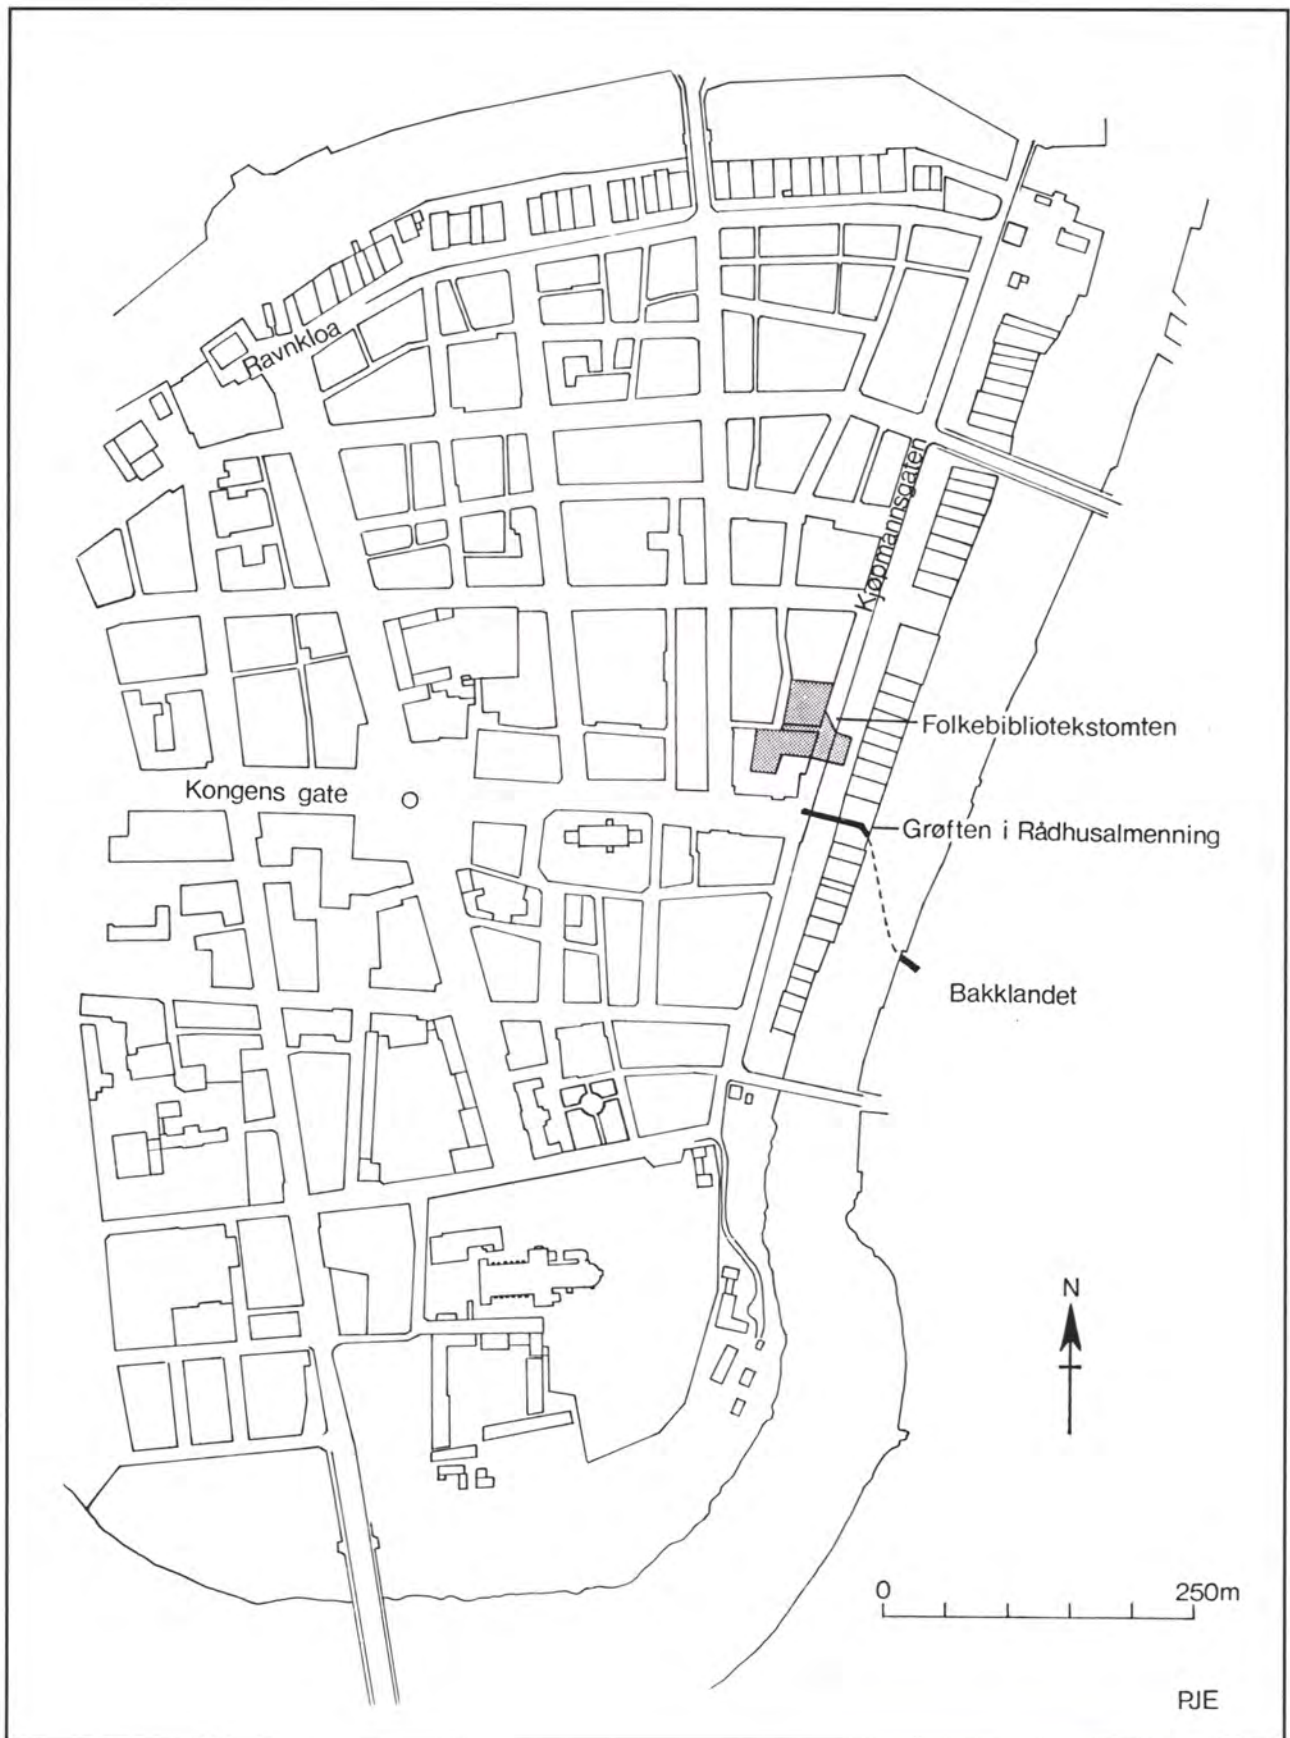 Ravnkloa
Kjøpmannsgaten
Folkebibliotekstomten
Kongens gate
Grøften i Rådhusalmenning
Bakklandet
N
0 250m
PJE